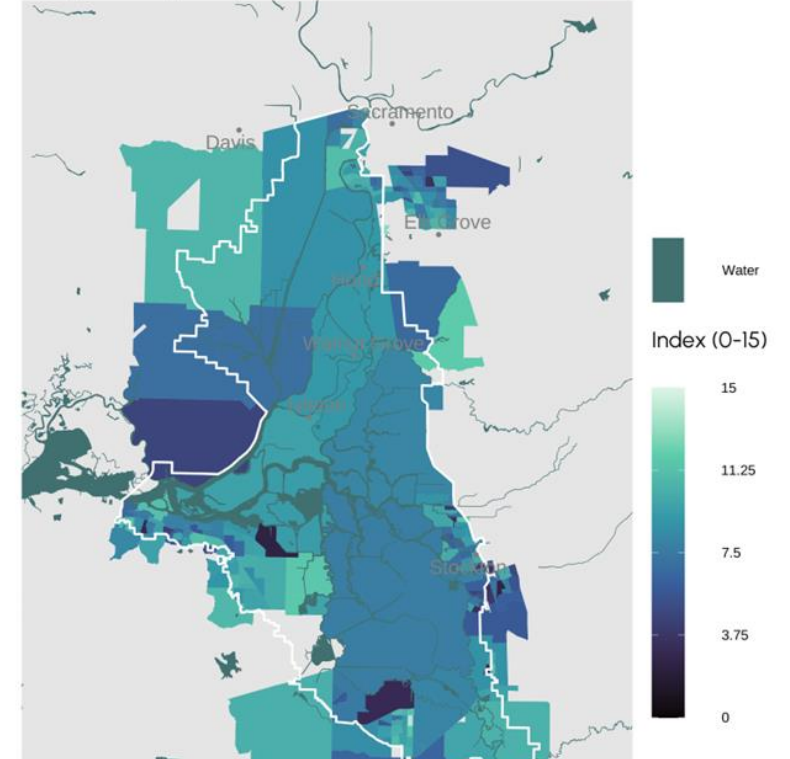 Sacramento
Davis
Elk Grove
Hood
Walnut Grove
Stockton
Water
Index (0-15)
15
11.25
7.5
3.75
0